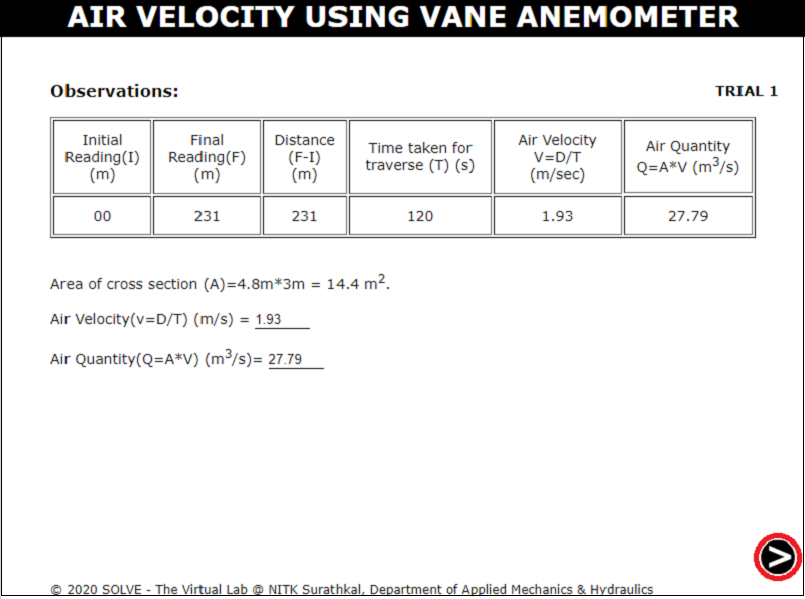 AIR VELOCITY USING VANE ANEMOMETER
Observations:
TRIAL 1
Initial Reading(I) (m)
Final Reading(F) (m)
Distance (F-I) (m)
Time taken for traverse (T) (s)
Air Velocity V=D/T (m/sec)
Air Quantity Q=A*V (m³/s)
00
231
231
120
1.93
27.79
Area of cross section (A)=4.8m*3m = 14.4 m².
Air Velocity(v=D/T) (m/s) = 1.93
Air Quantity(Q=A*V) (m³/s)= 27.79
© 2020 SOLVE - The Virtual Lab @ NITK Surathkal, Department of Applied Mechanics & Hydraulics